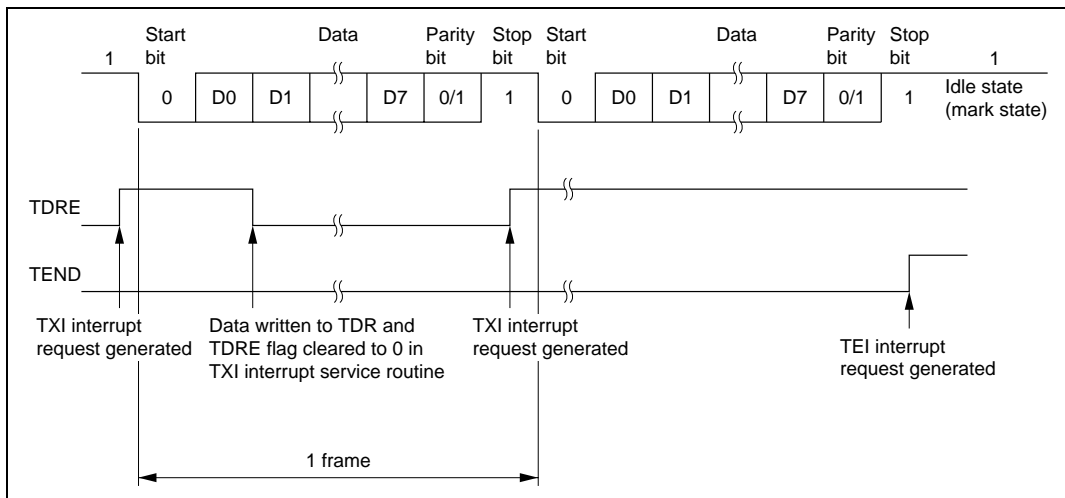 1
Start bit
Data
Parity bit
Stop bit
Start bit
Data
Parity bit
Stop bit
1
0 D0 D1 D7 0/1 1 0 D0 D1 D7 0/1 1
Idle state
(mark state)
TDRE
TEND
TXI interrupt
request generated
Data written to TDR and
TDRE flag cleared to 0 in
TXI interrupt service routine
TXI interrupt
request generated
TEI interrupt
request generated
1 frame